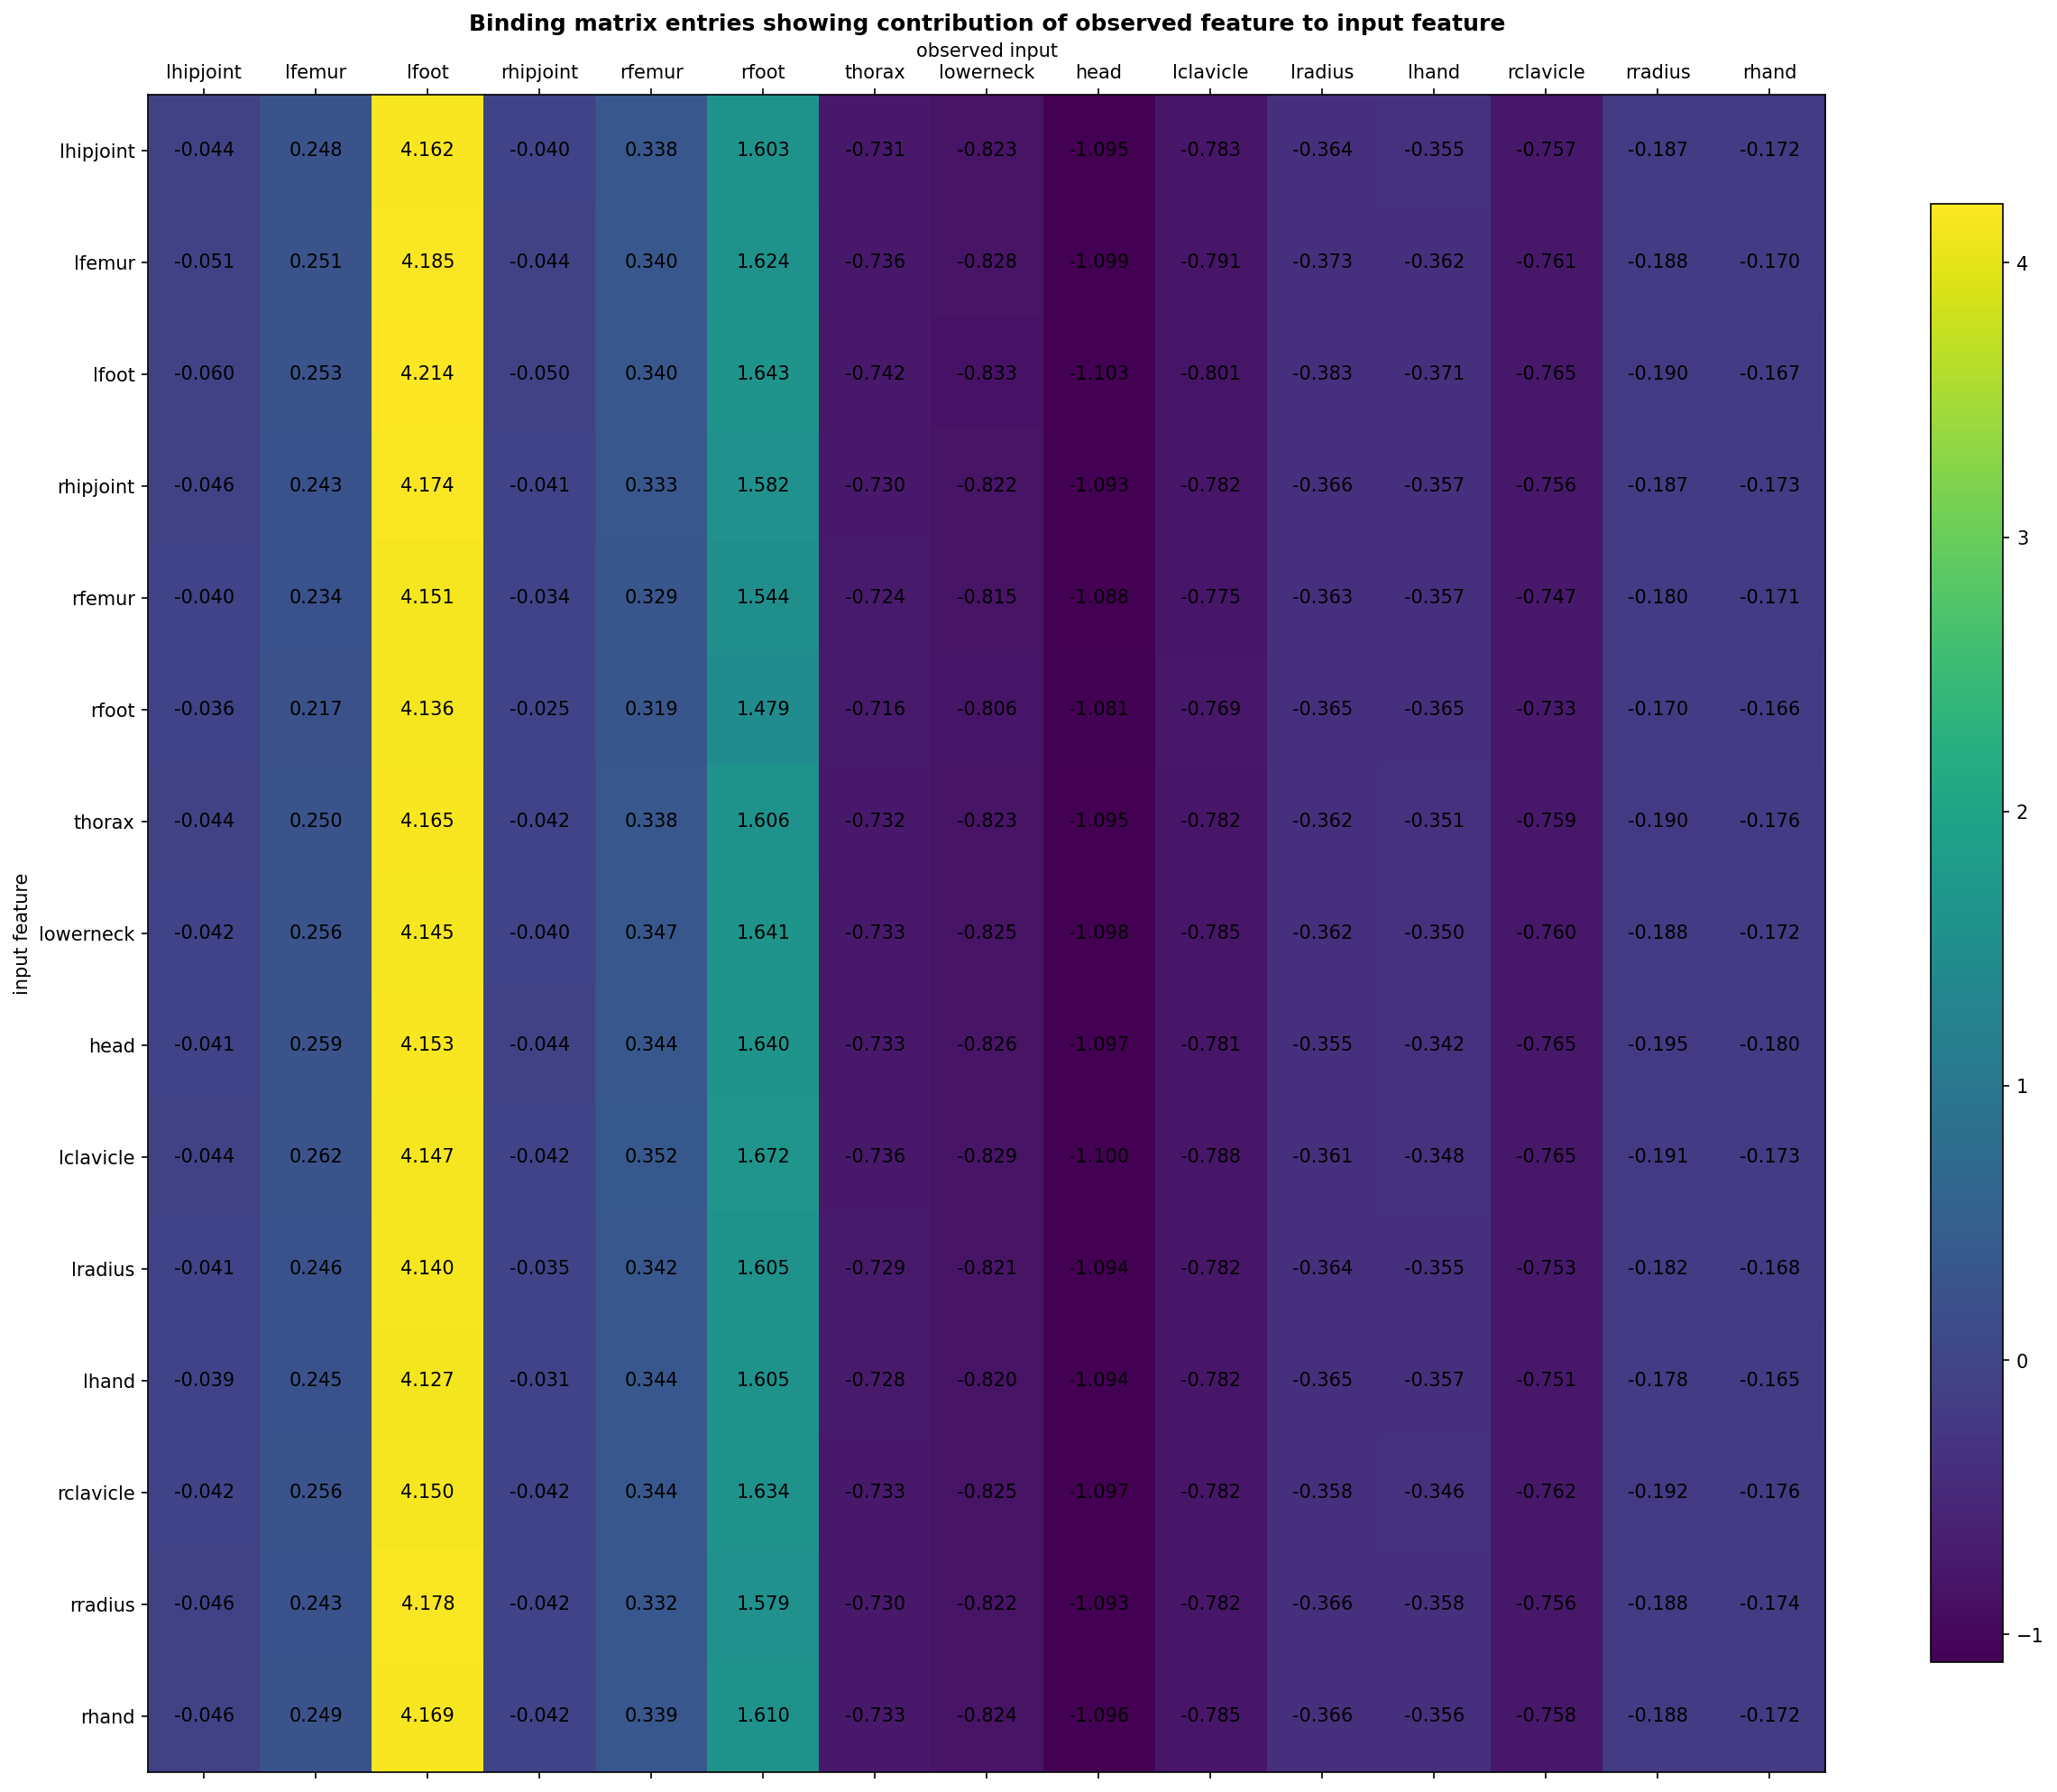 Binding matrix entries showing contribution of observed feature to input feature
observed input
lhipjoint lfemur lfoot rhipjoint rfemur rfoot thorax lowerneck head lclavicle lradius lhand rclavicle rradius rhand
lhipjoint -0.044 0.248 4.162 -0.040 0.338 1.603 -0.731 -0.823 -1.095 -0.783 -0.364 -0.355 -0.757 -0.187 -0.172
lfemur -0.051 0.251 4.185 -0.044 0.340 1.624 -0.736 -0.828 -1.099 -0.791 -0.373 -0.362 -0.761 -0.188 -0.170
lfoot -0.060 0.253 4.214 -0.050 0.340 1.643 -0.742 -0.833 -1.103 -0.801 -0.383 -0.371 -0.765 -0.190 -0.167
rhipjoint -0.046 0.243 4.174 -0.041 0.333 1.582 -0.730 -0.822 -1.093 -0.782 -0.366 -0.357 -0.756 -0.187 -0.173
rfemur -0.040 0.234 4.151 -0.034 0.329 1.544 -0.724 -0.815 -1.088 -0.775 -0.363 -0.357 -0.747 -0.180 -0.171
rfoot -0.036 0.217 4.136 -0.025 0.319 1.479 -0.716 -0.806 -1.081 -0.769 -0.365 -0.365 -0.733 -0.170 -0.166
thorax -0.044 0.250 4.165 -0.042 0.338 1.606 -0.732 -0.823 -1.095 -0.782 -0.362 -0.351 -0.759 -0.190 -0.176
lowerneck -0.042 0.256 4.145 -0.040 0.347 1.641 -0.733 -0.825 -1.098 -0.785 -0.362 -0.350 -0.760 -0.188 -0.172
head -0.041 0.259 4.153 -0.044 0.344 1.640 -0.733 -0.826 -1.097 -0.781 -0.355 -0.342 -0.765 -0.195 -0.180
lclavicle -0.044 0.262 4.147 -0.042 0.352 1.672 -0.736 -0.829 -1.100 -0.788 -0.361 -0.348 -0.765 -0.191 -0.173
lradius -0.041 0.246 4.140 -0.035 0.342 1.605 -0.729 -0.821 -1.094 -0.782 -0.364 -0.355 -0.753 -0.182 -0.168
lhand -0.039 0.245 4.127 -0.031 0.344 1.605 -0.728 -0.820 -1.094 -0.782 -0.365 -0.357 -0.751 -0.178 -0.165
rclavicle -0.042 0.256 4.150 -0.042 0.344 1.634 -0.733 -0.825 -1.097 -0.782 -0.358 -0.346 -0.762 -0.192 -0.176
rradius -0.046 0.243 4.178 -0.042 0.332 1.579 -0.730 -0.822 -1.093 -0.782 -0.366 -0.358 -0.756 -0.188 -0.174
rhand -0.046 0.249 4.169 -0.042 0.339 1.610 -0.733 -0.824 -1.096 -0.785 -0.366 -0.356 -0.758 -0.188 -0.172
input feature
4
3
2
1
0
−1